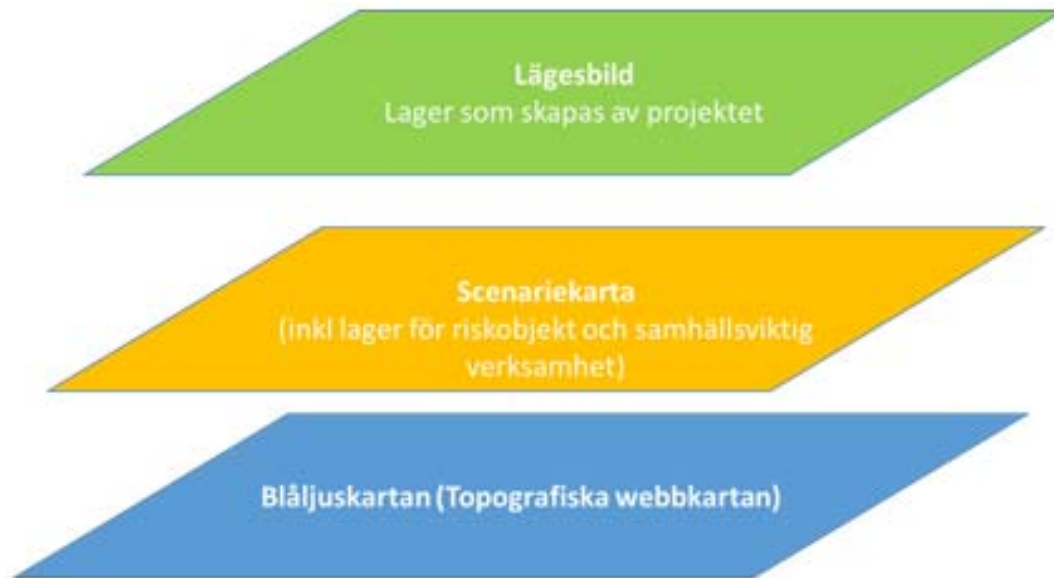 Lägesbild
Lager som skapas av projektet
Scenariekarta
(inkl lager för riskobjekt och samhällsviktig
verksamhet)
Blåljuskartan (Topografiska webbkartan)